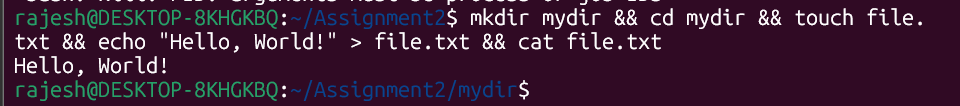 rajesh@DESKTOP-8KHGKBQ:~/Assignment2$ mkdir mydir && cd mydir && touch file.
txt && echo "Hello, World!" > file.txt && cat file.txt
Hello, World!
rajesh@DESKTOP-8KHGKBQ:~/Assignment2/mydir$